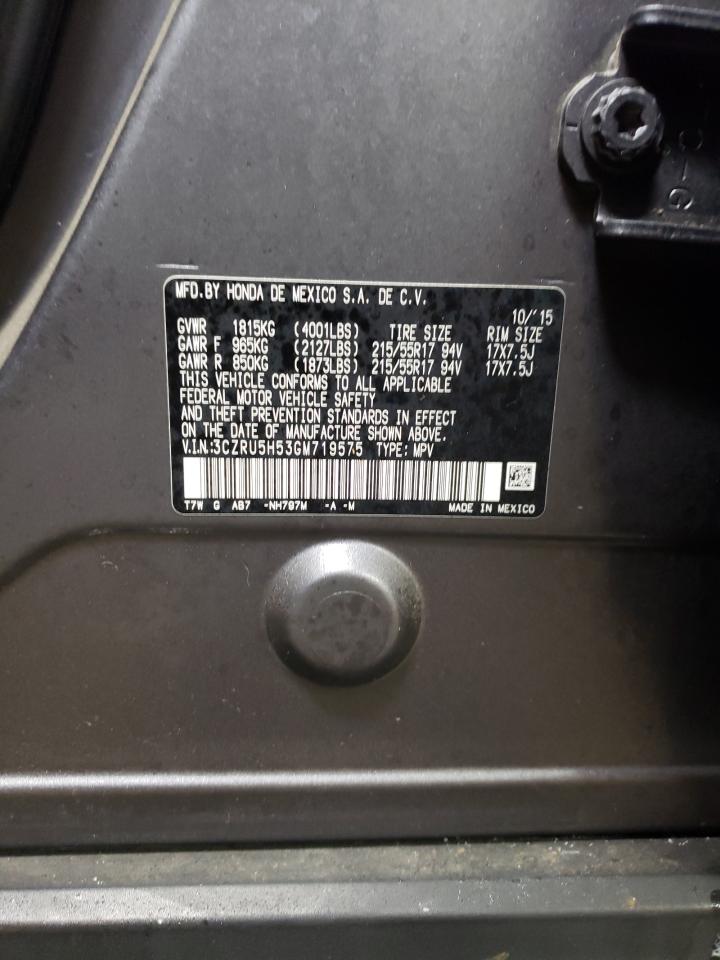 MFD.BY HONDA DE MEXICO S.A. DE C.V.
10/'15
GVWR 1815KG (4001LBS) TIRE SIZE RIM SIZE
GAWR F 965KG (2127LBS) 215/55R17 94V 17X7.5J
GAWR R 850KG (1873LBS) 215/55R17 94V 17X7.5J
THIS VEHICLE CONFORMS TO ALL APPLICABLE
FEDERAL MOTOR VEHICLE SAFETY
AND THEFT PREVENTION STANDARDS IN EFFECT
ON THE DATE OF MANUFACTURE SHOWN ABOVE.
V.I.N:3CZRU5H53GM719575 TYPE: MPV
T7W G AB7 -NH797M -A -M MADE IN MEXICO